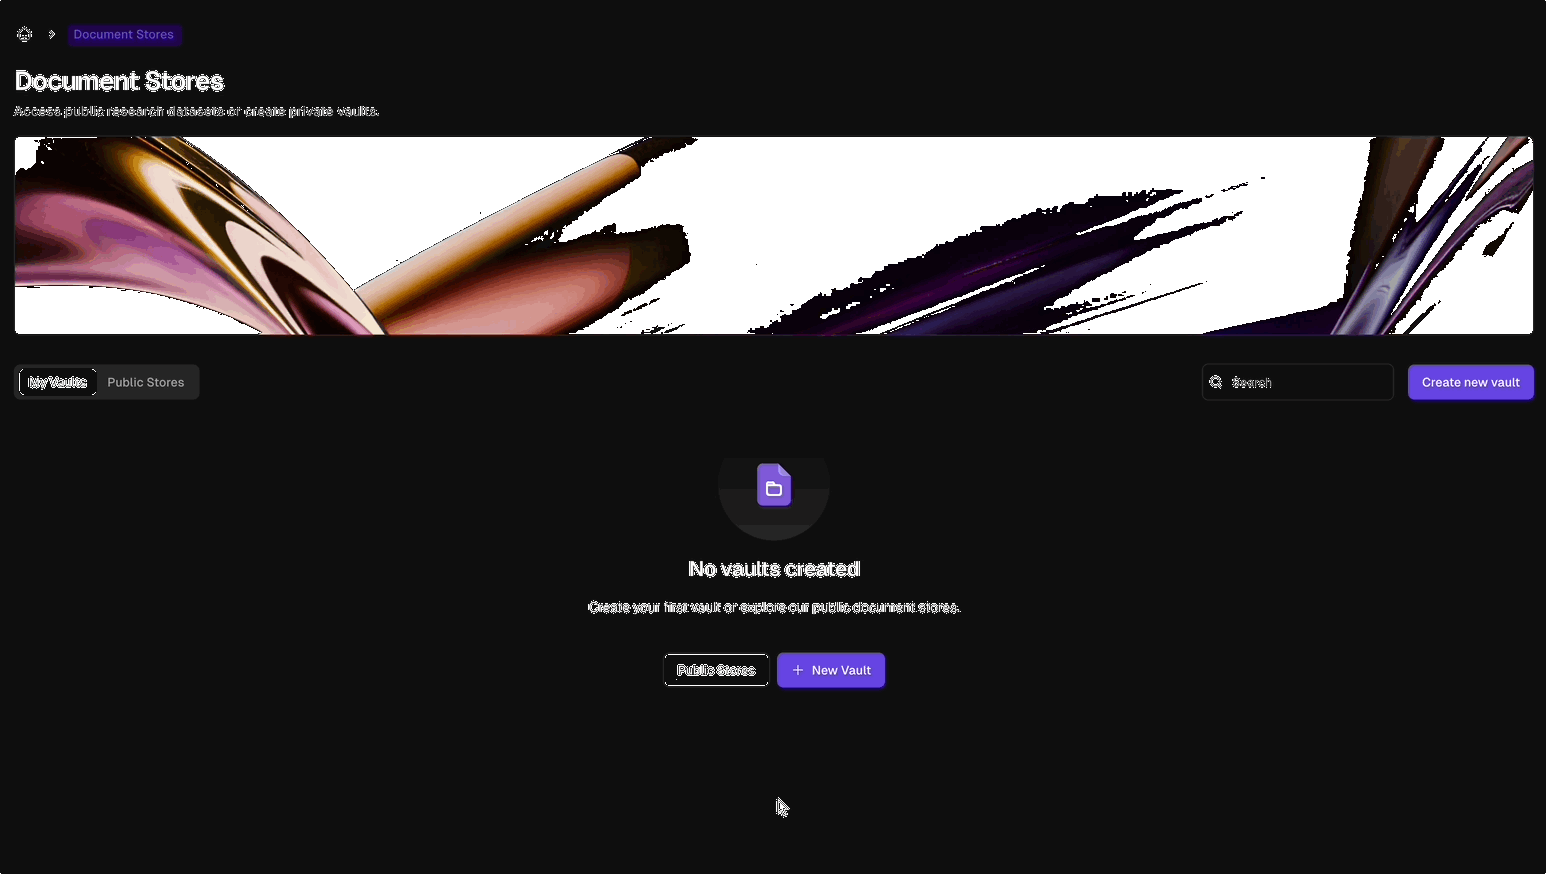 Document Stores
Document Stores
Access public research datasets or create private vaults.
My Vaults
Public Stores
Search
Create new vault
No vaults created
Create your first vault or explore our public document stores.
Public Stores
New Vault